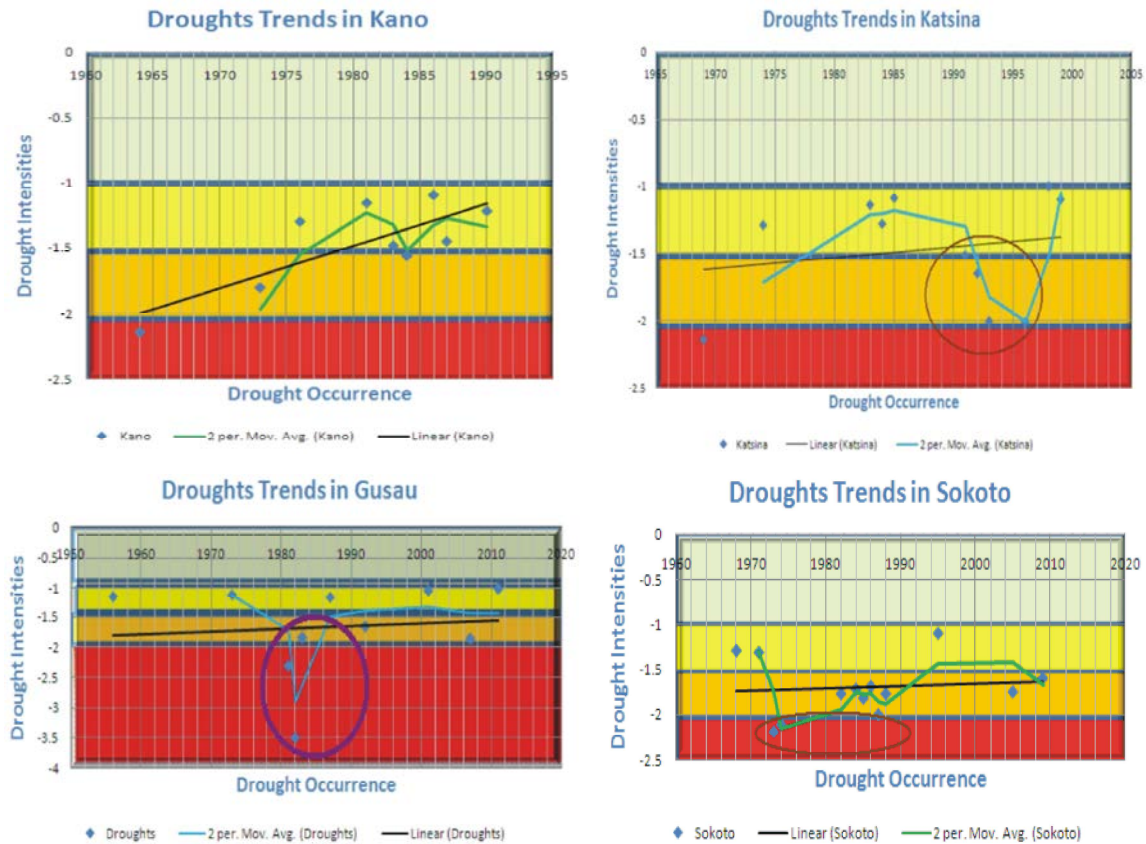 Droughts Trends in Kano
Drought Intensities
0
-0.5
-1
-1.5
-2
-2.5
1960 1965 1970 1975 1980 1985 1990 1995
Drought Occurrence
Kano 2 per. Mov. Avg. (Kano) Linear (Kano)
Droughts Trends in Katsina
Drought Intensities
0
-0.5
-1
-1.5
-2
-2.5
1965 1970 1975 1980 1985 1990 1995 2000 2005
Drought Occurrence
Katsina Linear (Katsina) 2 per. Mov. Avg. (Katsina)
Droughts Trends in Gusau
Drought Intensities
0
-0.5
-1
-1.5
-2
-2.5
-3
-3.5
-4
1950 1960 1970 1980 1990 2000 2010 2020
Drought Occurrence
Droughts 2 per. Mov. Avg. (Droughts) Linear (Droughts)
Droughts Trends in Sokoto
Drought Intensities
0
-0.5
-1
-1.5
-2
-2.5
1960 1970 1980 1990 2000 2010 2020
Drought Occurrence
Sokoto Linear (Sokoto) 2 per. Mov. Avg. (Sokoto)